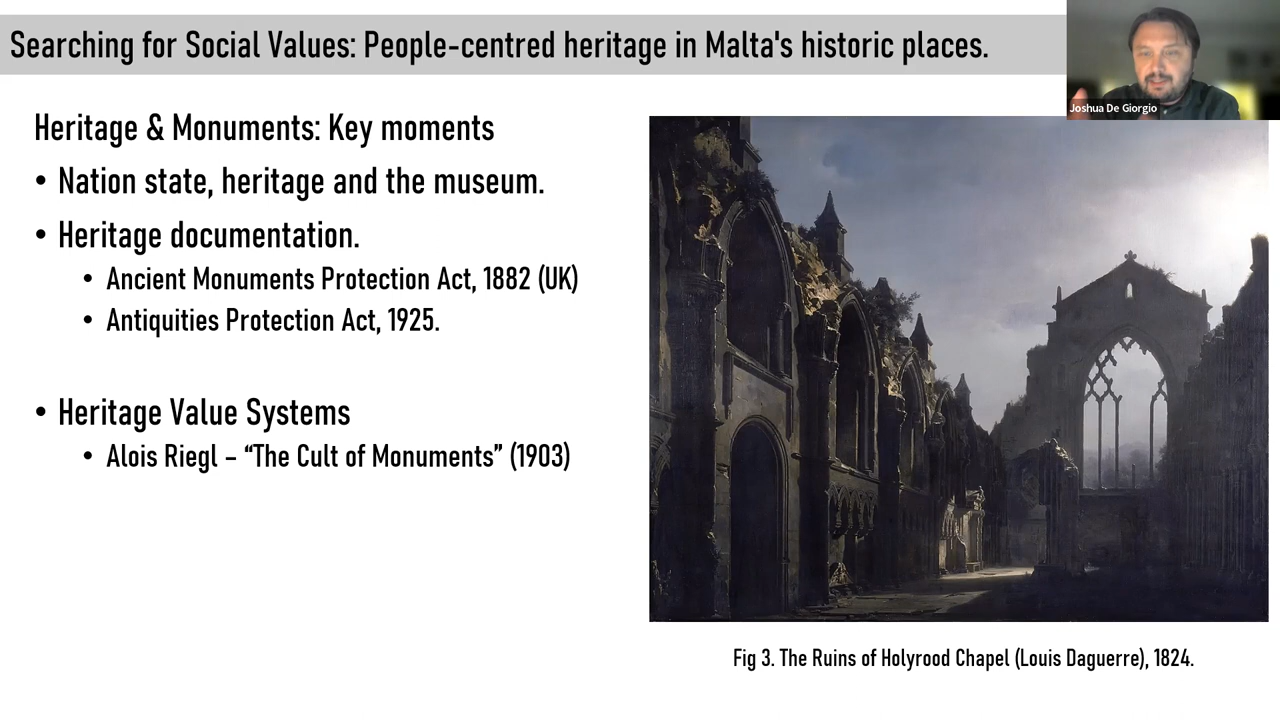 Searching for Social Values: People-centred heritage in Malta's historic places.
Joshua De Giorgio
Heritage & Monuments: Key moments
• Nation state, heritage and the museum.
• Heritage documentation.
• Ancient Monuments Protection Act, 1882 (UK)
• Antiquities Protection Act, 1925.
• Heritage Value Systems
• Alois Riegl – “The Cult of Monuments” (1903)
Fig 3. The Ruins of Holyrood Chapel (Louis Daguerre), 1824.